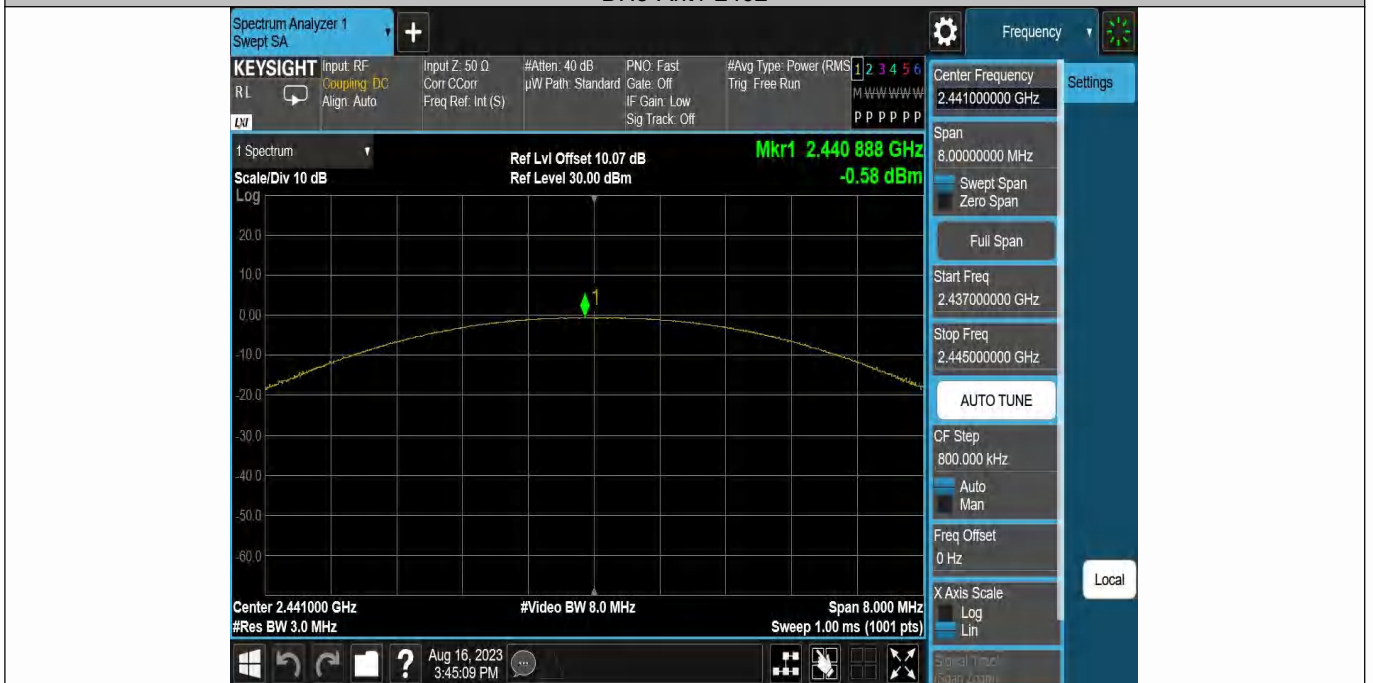 Spectrum Analyzer 1
Swept SA
+
Frequency
KEYSIGHT
RL
LXI
Input: RF
Coupling: DC
Align: Auto
Input Z: 50 Ω
Corr CCorr
Freq Ref: Int (S)
#Atten: 40 dB
µW Path: Standard
PNO: Fast
Gate: Off
IF Gain: Low
Sig Track: Off
#Avg Type: Power (RMS
Trig: Free Run
1 2 3 4 5 6
M W W W W W
P P P P P P
1 Spectrum
Scale/Div 10 dB
Ref Lvl Offset 10.07 dB
Ref Level 30.00 dBm
Mkr1 2.440 888 GHz
-0.58 dBm
Log
20.0
10.0
0.00
-10.0
-20.0
-30.0
-40.0
-50.0
-60.0
1
Center 2.441000 GHz
#Res BW 3.0 MHz
#Video BW 8.0 MHz
Span 8.000 MHz
Sweep 1.00 ms (1001 pts)
Center Frequency
2.441000000 GHz
Settings
Span
8.00000000 MHz
Swept Span
Zero Span
Full Span
Start Freq
2.437000000 GHz
Stop Freq
2.445000000 GHz
AUTO TUNE
CF Step
800.000 kHz
Auto
Man
Freq Offset
0 Hz
X Axis Scale
Log
Lin
Signal Track
(Span Zoom)
Local
?
Aug 16, 2023
3:45:09 PM